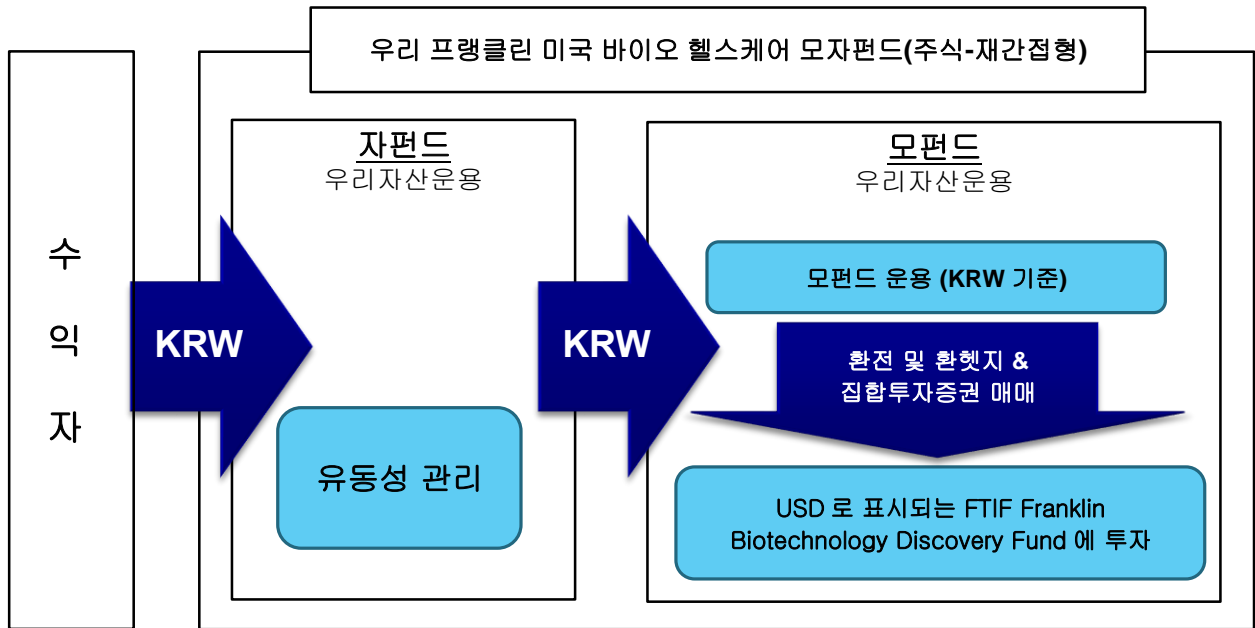 우리 프랭클린 미국 바이오 헬스케어 모자펀드(주식-재간접형)
수
익
자
KRW
자펀드
우리자산운용
유동성 관리
KRW
모펀드
우리자산운용
모펀드 운용 (KRW 기준)
환전 및 환헷지 &
집합투자증권 매매
USD 로 표시되는 FTIF Franklin
Biotechnology Discovery Fund 에 투자